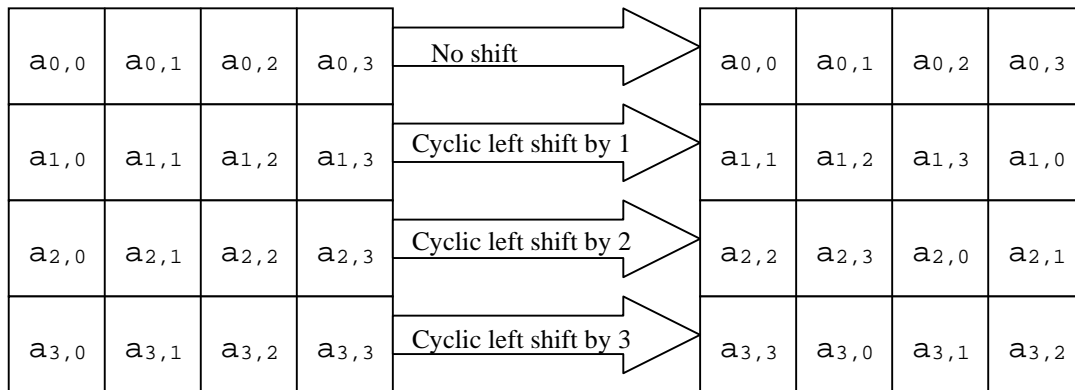 a0,0 a0,1 a0,2 a0,3 No shift a0,0 a0,1 a0,2 a0,3
a1,0 a1,1 a1,2 a1,3 Cyclic left shift by 1 a1,1 a1,2 a1,3 a1,0
a2,0 a2,1 a2,2 a2,3 Cyclic left shift by 2 a2,2 a2,3 a2,0 a2,1
a3,0 a3,1 a3,2 a3,3 Cyclic left shift by 3 a3,3 a3,0 a3,1 a3,2